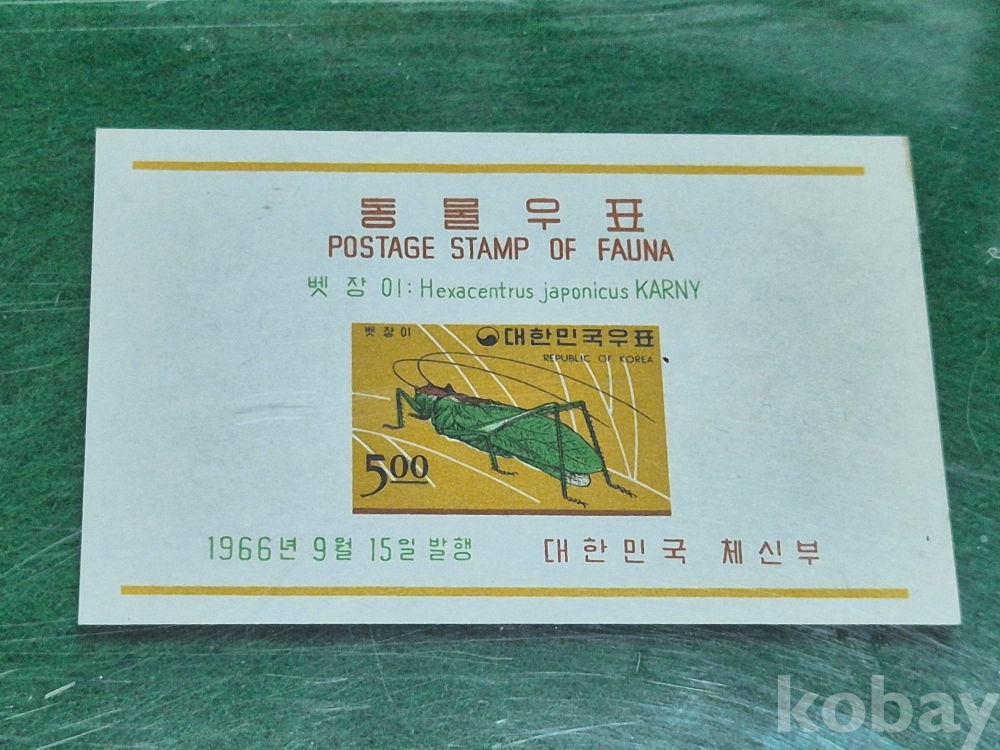 동물우표
POSTAGE STAMP OF FAUNA
벳장이: Hexacentrus japonicus KARNY
벳장이
대한민국우표
REPUBLIC OF KOREA
5.00
1966년 9월 15일 발행
대한민국 체신부
kobay